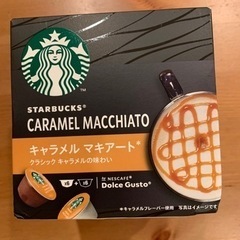 STARBUCKS®
CARAMEL MACCHIATO
キャラメル マキアート*
クラシック キャラメルの味わい
x6 + x6
NESCAFÉ
Dolce Gusto®
*キャラメルフレーバー使用
写真はイメージです